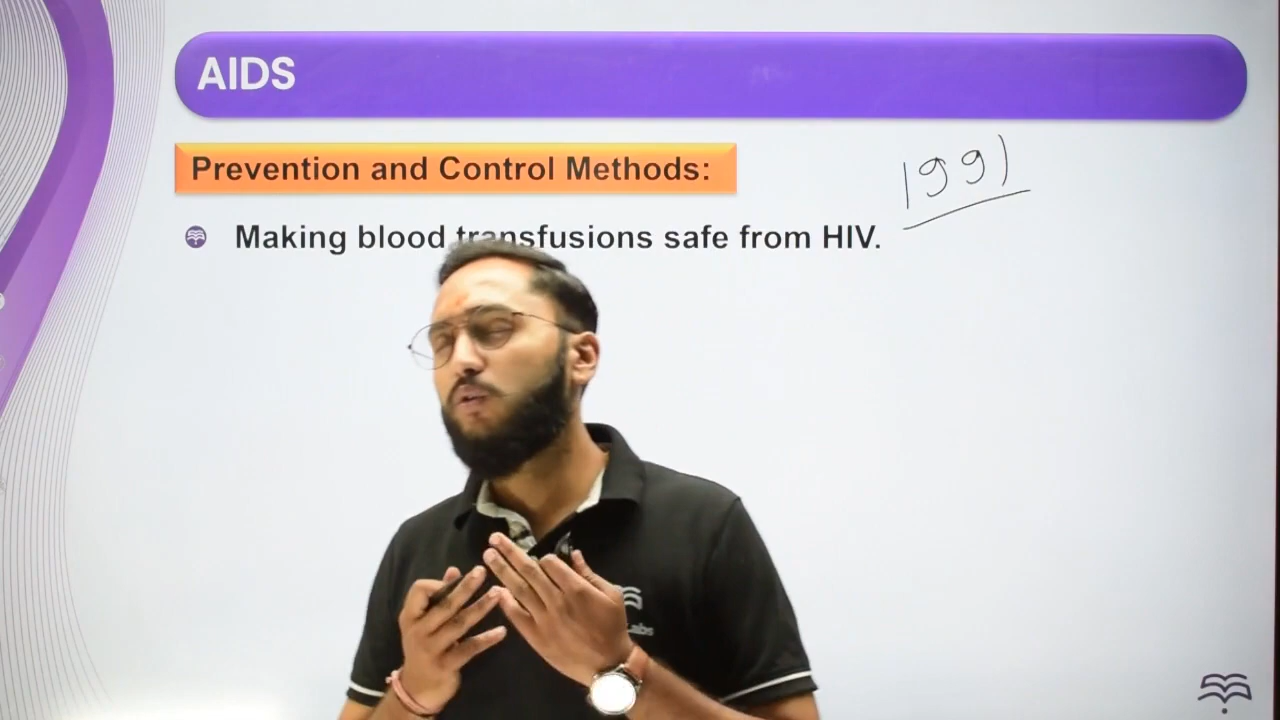 AIDS
Prevention and Control Methods:
1991
Making blood transfusions safe from HIV.